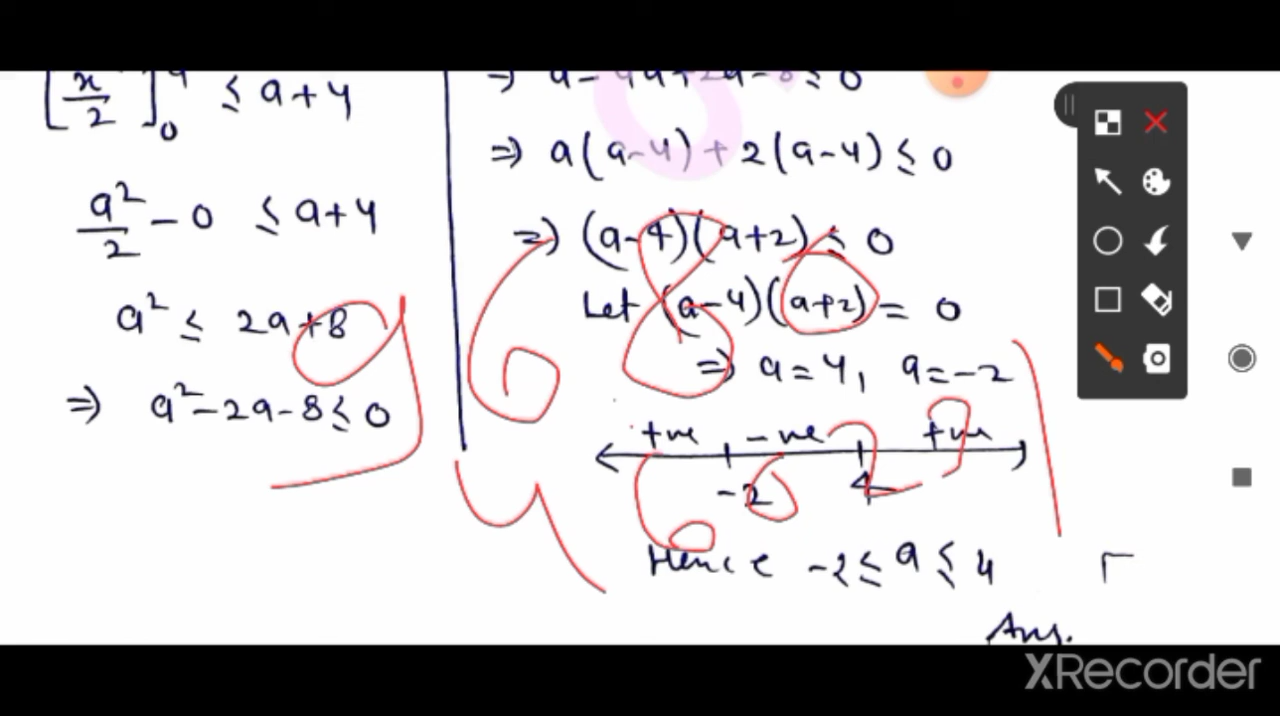 [x²/2]₀ᵃ ≤ a+4
a²/2 - 0 ≤ a+4
a² ≤ 2a+8
⇒ a²-2a-8 ≤ 0
⇒ a(a-4)+2(a-4) ≤ 0
⇒ (a-4)(a+2) ≤ 0
Let (a-4)(a+2) = 0
⇒ a=4, a=-2
+ve -ve +ve
-2 4
Hence -2 ≤ a ≤ 4
Ans.
XRecorder